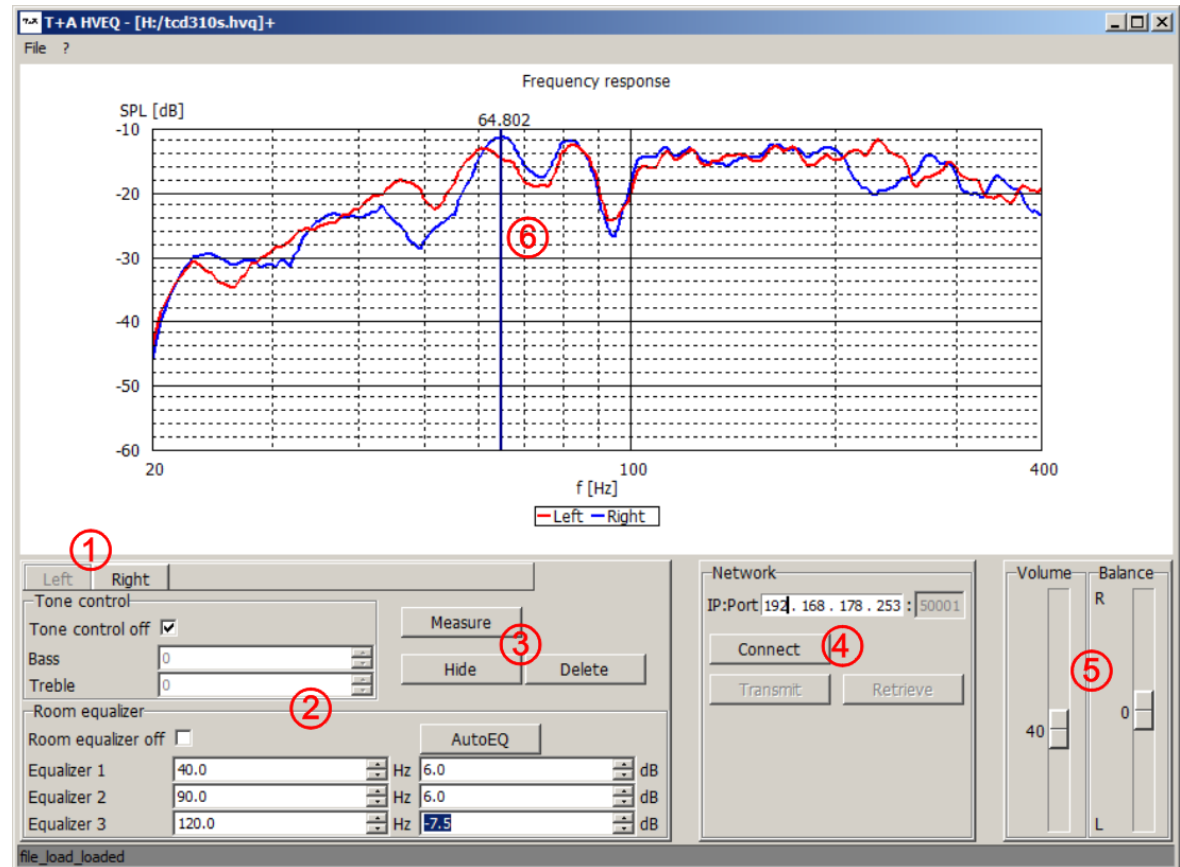 T+A HVEQ - [H:/tcd310s.hvq]+
File ?
Frequency response
SPL [dB]
64.802
-10
-20
⑥
-30
-40
-50
-60
20 100 400
f [Hz]
Left Right
①
Left Right
Tone control
Tone control off
Bass 0
Treble 0
Measure
③
Hide Delete
②
Room equalizer
Room equalizer off AutoEQ
Equalizer 1 40.0 Hz 6.0 dB
Equalizer 2 90.0 Hz 6.0 dB
Equalizer 3 120.0 Hz -7.5 dB
Network
IP:Port 192 . 168 . 178 . 253 : 50001
Connect ④
Transmit Retrieve
Volume Balance
R
⑤
40 0
L
file_load_loaded